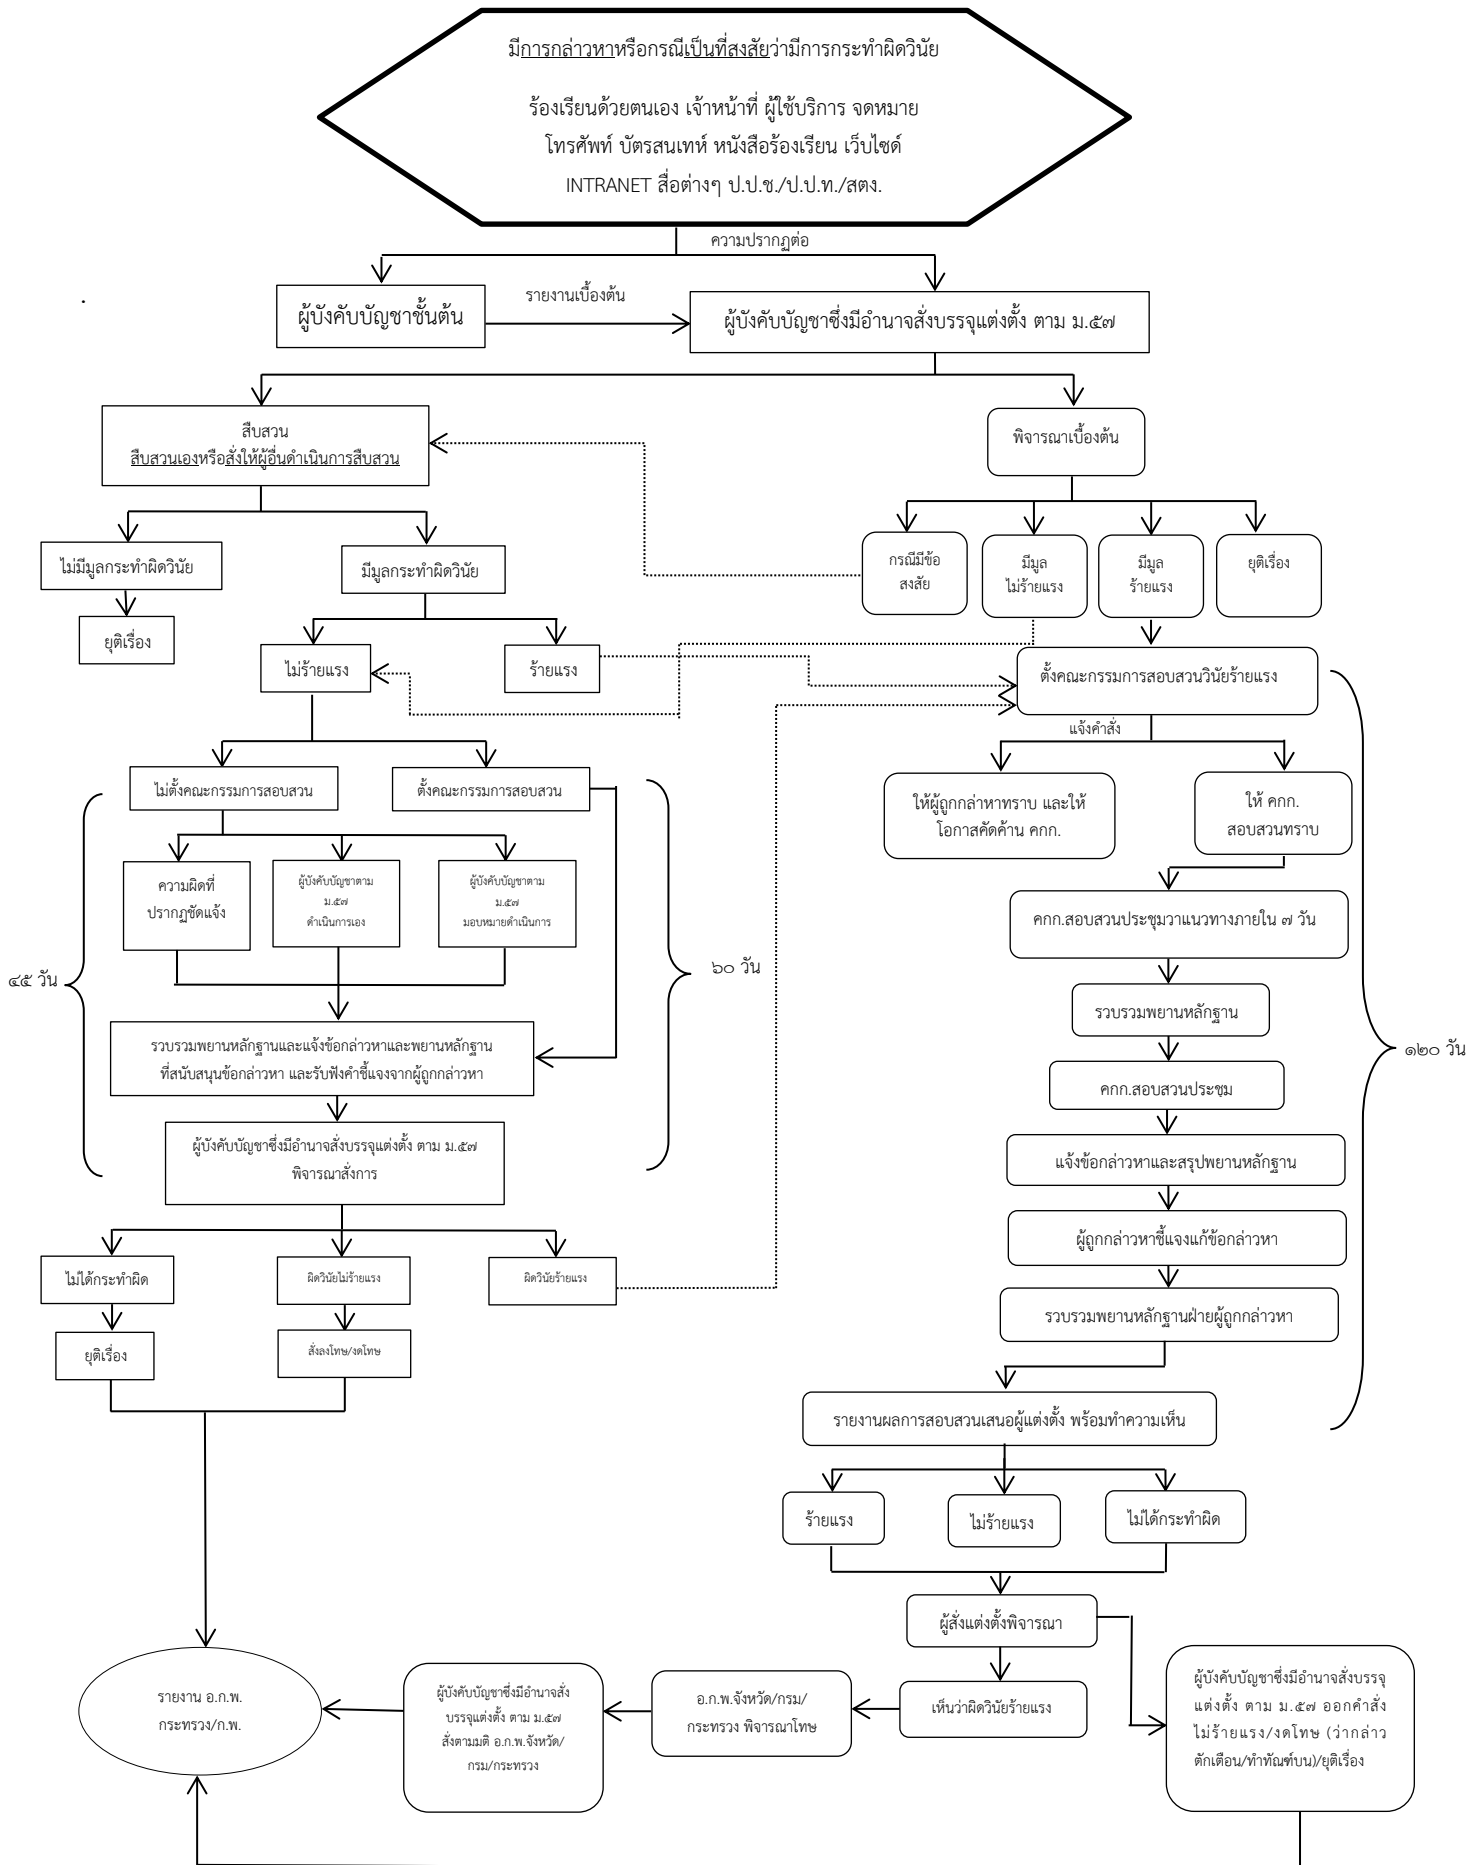 มีการกล่าวหาหรือกรณีเป็นที่สงสัยว่ามีการกระทำผิดวินัย
ร้องเรียนด้วยตนเอง เจ้าหน้าที่ ผู้ใช้บริการ จดหมาย
โทรศัพท์ บัตรสนเทห์ หนังสือร้องเรียน เว็บไซด์
INTRANET สื่อต่างๆ ป.ป.ช./ป.ป.ท./สตง.
ความปรากฏต่อ
ผู้บังคับบัญชาชั้นต้น
รายงานเบื้องต้น
ผู้บังคับบัญชาซึ่งมีอำนาจสั่งบรรจุแต่งตั้ง ตาม ม.๕๗
สืบสวน
สืบสวนเองหรือสั่งให้ผู้อื่นดำเนินการสืบสวน
พิจารณาเบื้องต้น
ไม่มีมูลกระทำผิดวินัย
มีมูลกระทำผิดวินัย
กรณีมีข้อ
สงสัย
มีมูล
ไม่ร้ายแรง
มีมูล
ร้ายแรง
ยุติเรื่อง
ยุติเรื่อง
ไม่ร้ายแรง
ร้ายแรง
ตั้งคณะกรรมการสอบสวนวินัยร้ายแรง
แจ้งคำสั่ง
ไม่ตั้งคณะกรรมการสอบสวน
ตั้งคณะกรรมการสอบสวน
ให้ผู้ถูกกล่าหาทราบ และให้
โอกาสคัดค้าน คกก.
ให้ คกก.
สอบสวนทราบ
ความผิดที่
ปรากฏชัดแจ้ง
ผู้บังคับบัญชาตาม
ม.๕๗
ดำเนินการเอง
ผู้บังคับบัญชาตาม
ม.๕๗
มอบหมายดำเนินการ
คกก.สอบสวนประชุมวาแนวทางภายใน ๗ วัน
๔๕ วัน
๖๐ วัน
รวบรวมพยานหลักฐาน
รวบรวมพยานหลักฐานและแจ้งข้อกล่าวหาและพยานหลักฐาน
ที่สนับสนุนข้อกล่าวหา และรับฟังคำชี้แจงจากผู้ถูกกล่าวหา
๑๒๐ วัน
คกก.สอบสวนประชุม
ผู้บังคับบัญชาซึ่งมีอำนาจสั่งบรรจุแต่งตั้ง ตาม ม.๕๗
พิจารณาสั่งการ
แจ้งข้อกล่าวหาและสรุปพยานหลักฐาน
ผู้ถูกกล่าวหาชี้แจงแก้ข้อกล่าวหา
ไม่ได้กระทำผิด
ผิดวินัยไม่ร้ายแรง
ผิดวินัยร้ายแรง
รวบรวมพยานหลักฐานฝ่ายผู้ถูกกล่าวหา
ยุติเรื่อง
สั่งลงโทษ/งดโทษ
รายงานผลการสอบสวนเสนอผู้แต่งตั้ง พร้อมทำความเห็น
ร้ายแรง
ไม่ร้ายแรง
ไม่ได้กระทำผิด
ผู้สั่งแต่งตั้งพิจารณา
รายงาน อ.ก.พ.
กระทรวง/ก.พ.
ผู้บังคับบัญชาซึ่งมีอำนาจสั่ง
บรรจุแต่งตั้ง ตาม ม.๕๗
สั่งตามมติ อ.ก.พ.จังหวัด/
กรม/กระทรวง
อ.ก.พ.จังหวัด/กรม/
กระทรวง พิจารณาโทษ
เห็นว่าผิดวินัยร้ายแรง
ผู้บังคับบัญชาซึ่งมีอำนาจสั่งบรรจุ
แต่งตั้ง ตาม ม.๕๗ ออกคำสั่ง
ไม่ร้ายแรง/งดโทษ (ว่ากล่าว
ตักเตือน/ทำทัณฑ์บน)/ยุติเรื่อง